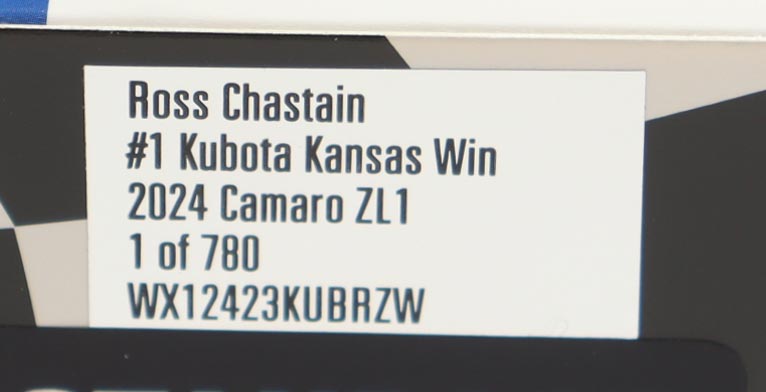 Ross Chastain
#1 Kubota Kansas Win
2024 Camaro ZL1
1 of 780
WX12423KUBRZW